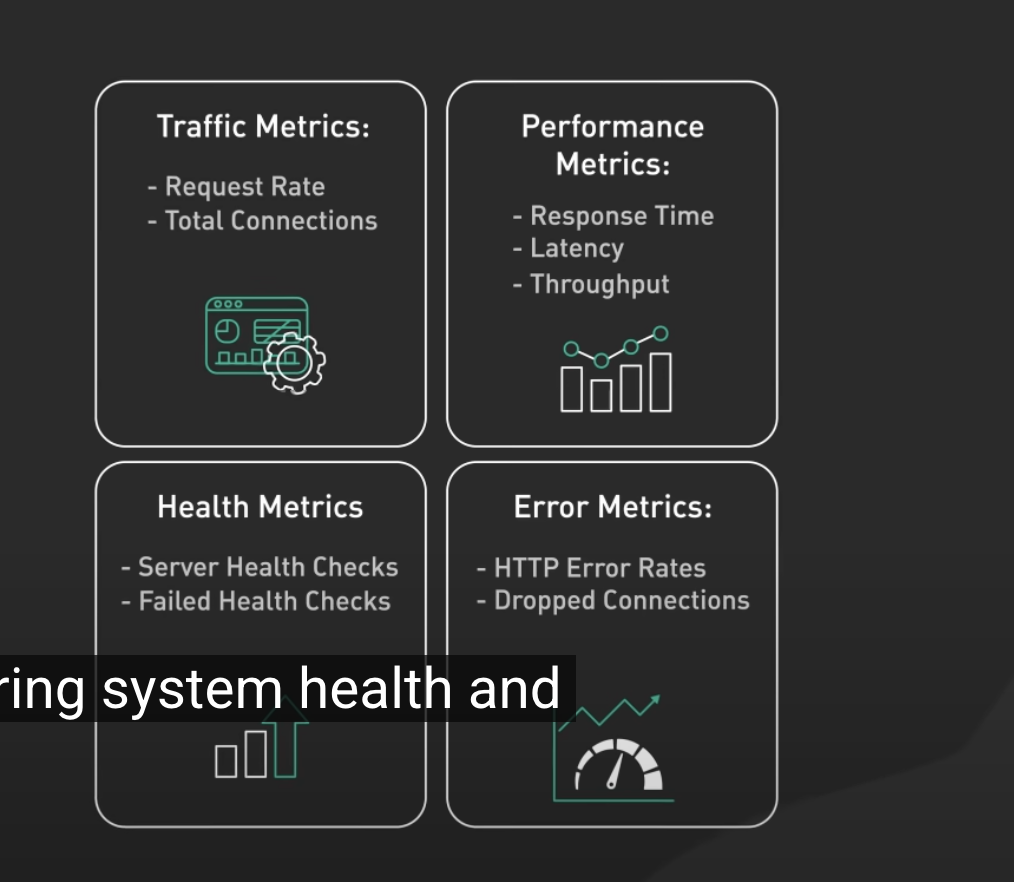 Traffic Metrics:
- Request Rate
- Total Connections
Performance
Metrics:
- Response Time
- Latency
- Throughput
Health Metrics
- Server Health Checks
- Failed Health Checks
Error Metrics:
- HTTP Error Rates
- Dropped Connections
ring system health and